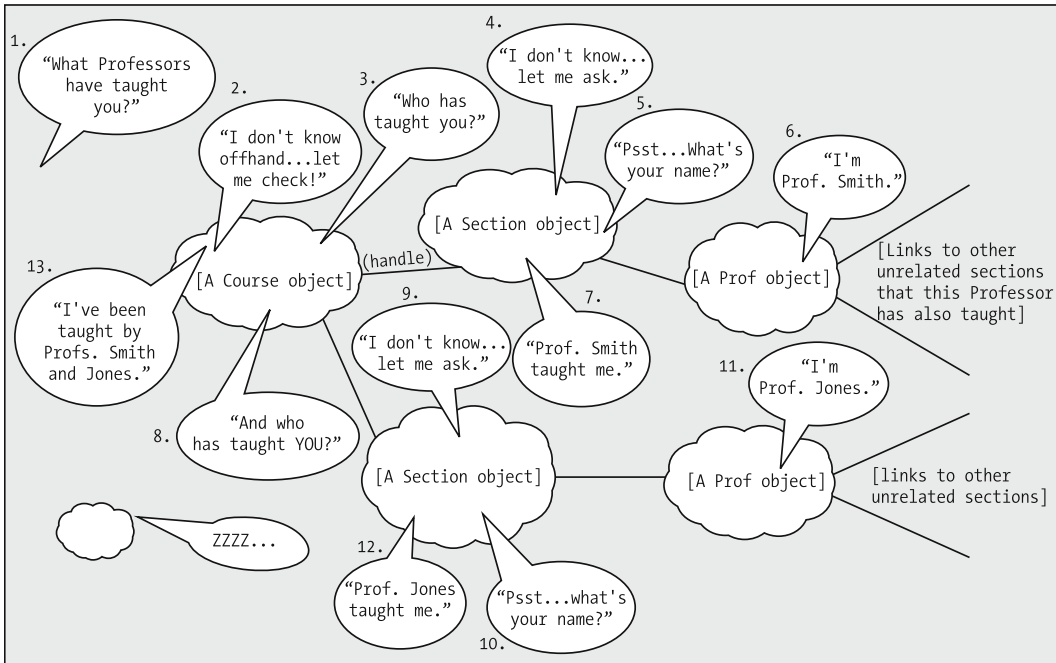 1.
“What Professors
have taught
you?”
2.
“I don't know
offhand...let
me check!”
3.
“Who has
taught you?”
4.
“I don't know...
let me ask.”
5.
“Psst...What's
your name?”
6.
“I'm
Prof. Smith.”
[A Section object]
[A Course object]
(handle)
[A Prof object]
[Links to other
unrelated sections
that this Professor
has also taught]
7.
“Prof. Smith
taught me.”
8.
“And who
has taught YOU?”
9.
“I don't know...
let me ask.”
[A Section object]
10.
“Psst...what's
your name?”
11.
“I'm
Prof. Jones.”
[A Prof object]
[links to other
unrelated sections]
12.
“Prof. Jones
taught me.”
13.
“I've been
taught by
Profs. Smith
and Jones.”
ZZZZ...